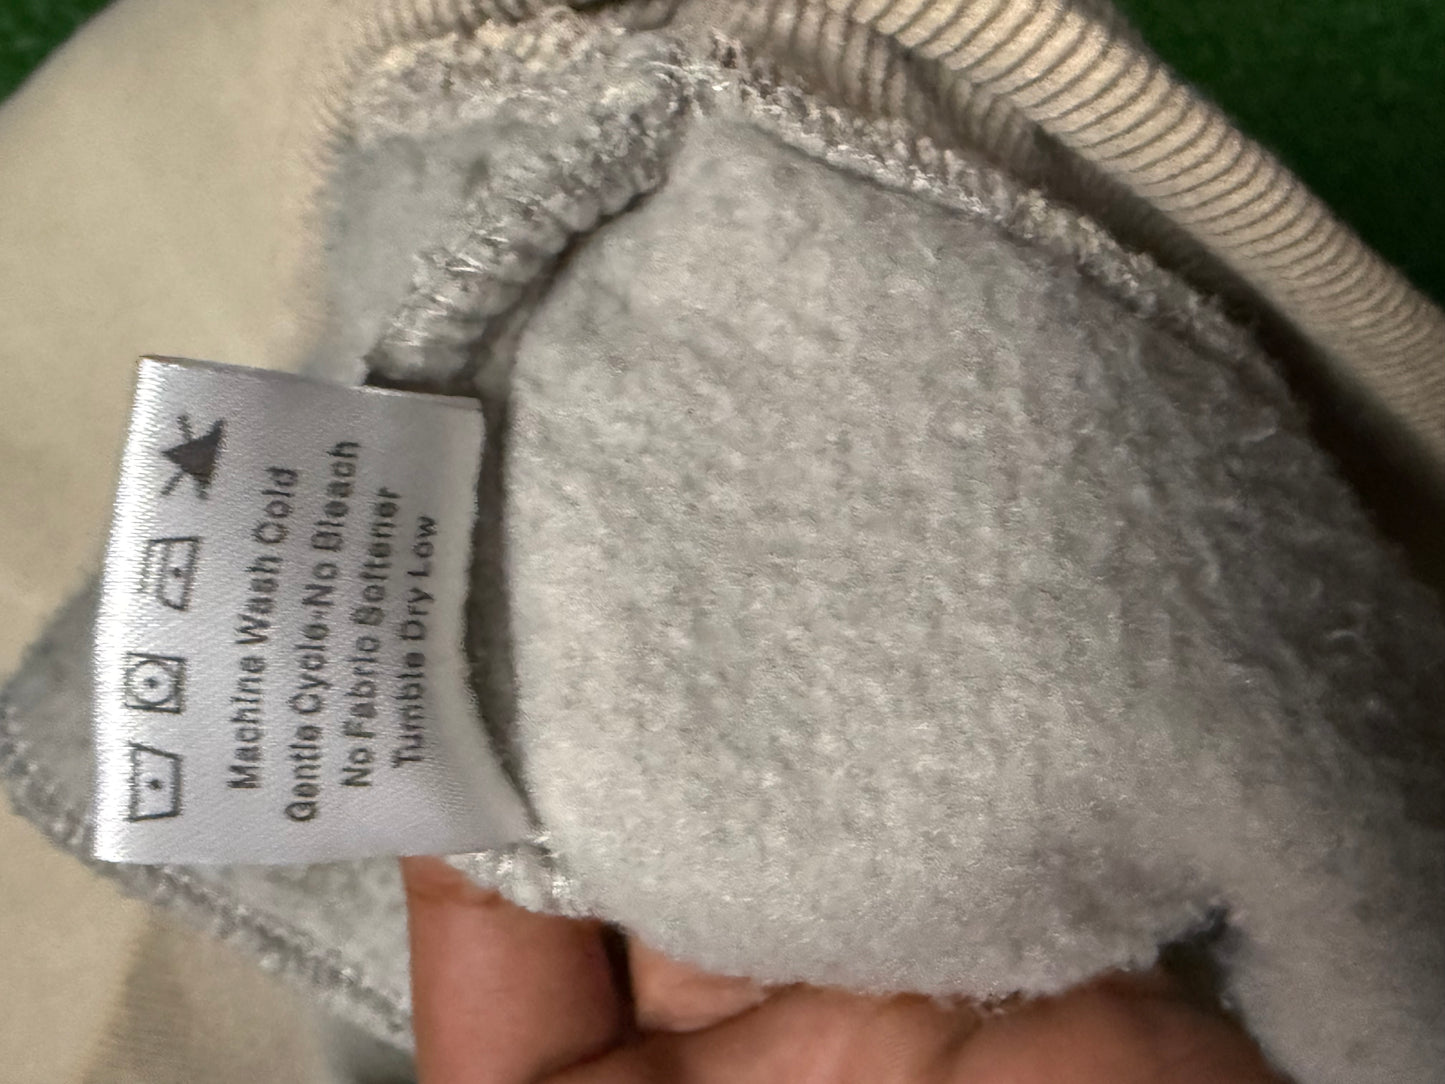 Machine Wash Cold
Gentle Cycle-No Bleach
No Fabric Softener
Tumble Dry Low